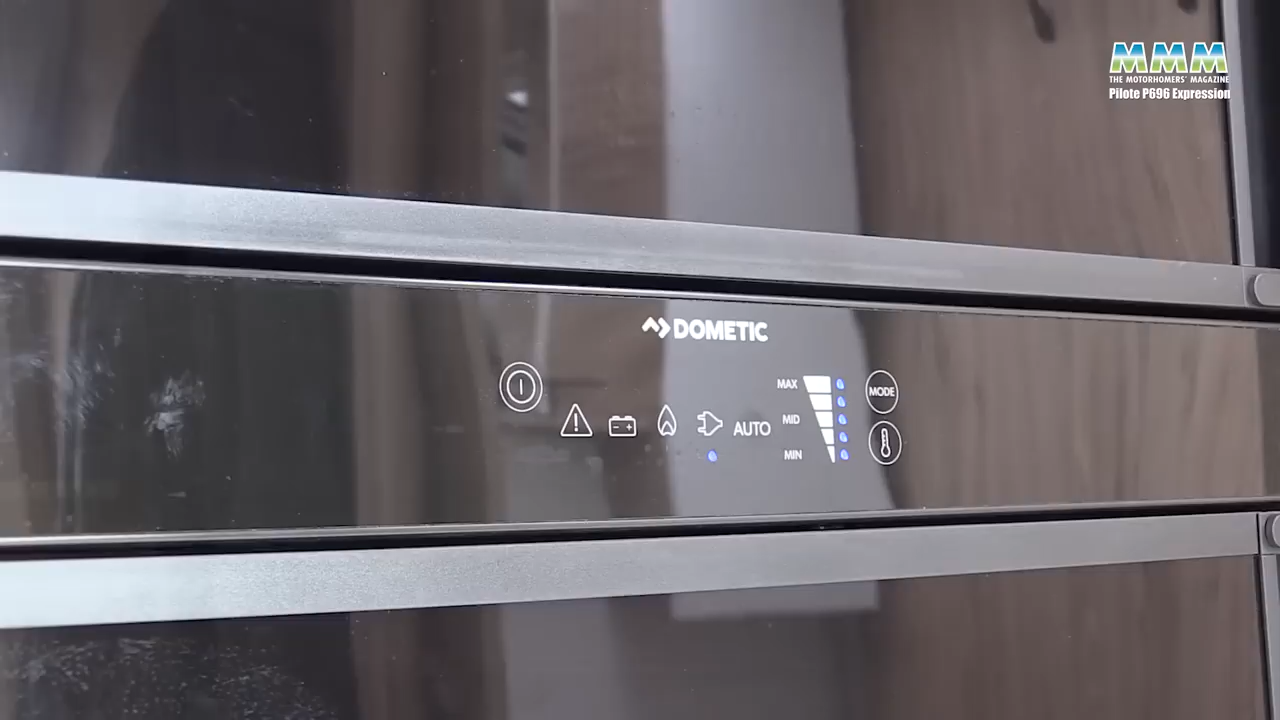 MMM
THE MOTORHOMERS' MAGAZINE
Pilote P696 Expression
DOMETIC
MAX
MODE
MID
AUTO
MIN